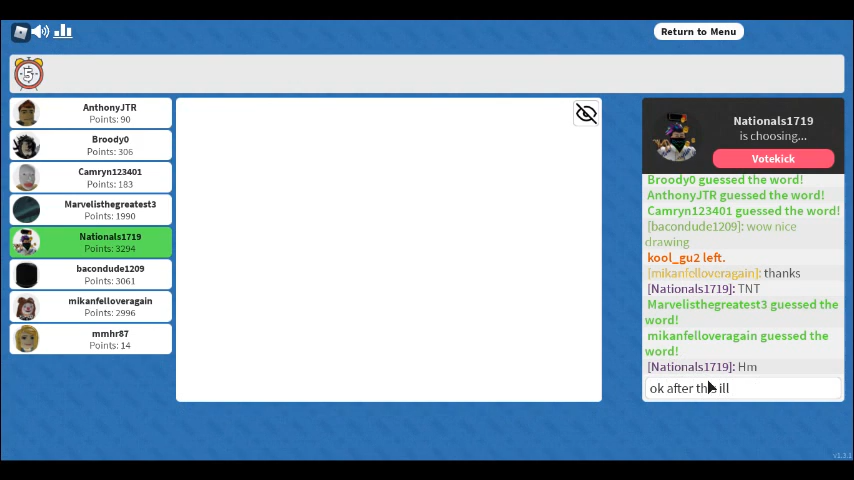 Return to Menu
5
AnthonyJTR
Points: 90
Broody0
Points: 306
Camryn123401
Points: 183
Marvelisthegreatest3
Points: 1990
Nationals1719
Points: 3294
bacondude1209
Points: 3061
mikanfelloveragain
Points: 2996
mmhr87
Points: 14
Nationals1719
is choosing...
Votekick
Broody0 guessed the word!
AnthonyJTR guessed the word!
Camryn123401 guessed the word!
[bacondude1209]: wow nice
drawing
kool_gu2 left.
[mikanfelloveragain]: thanks
[Nationals1719]: TNT
Marvelisthegreatest3 guessed the
word!
mikanfelloveragain guessed the
word!
[Nationals1719]: Hm
ok after ill
v1.3.1